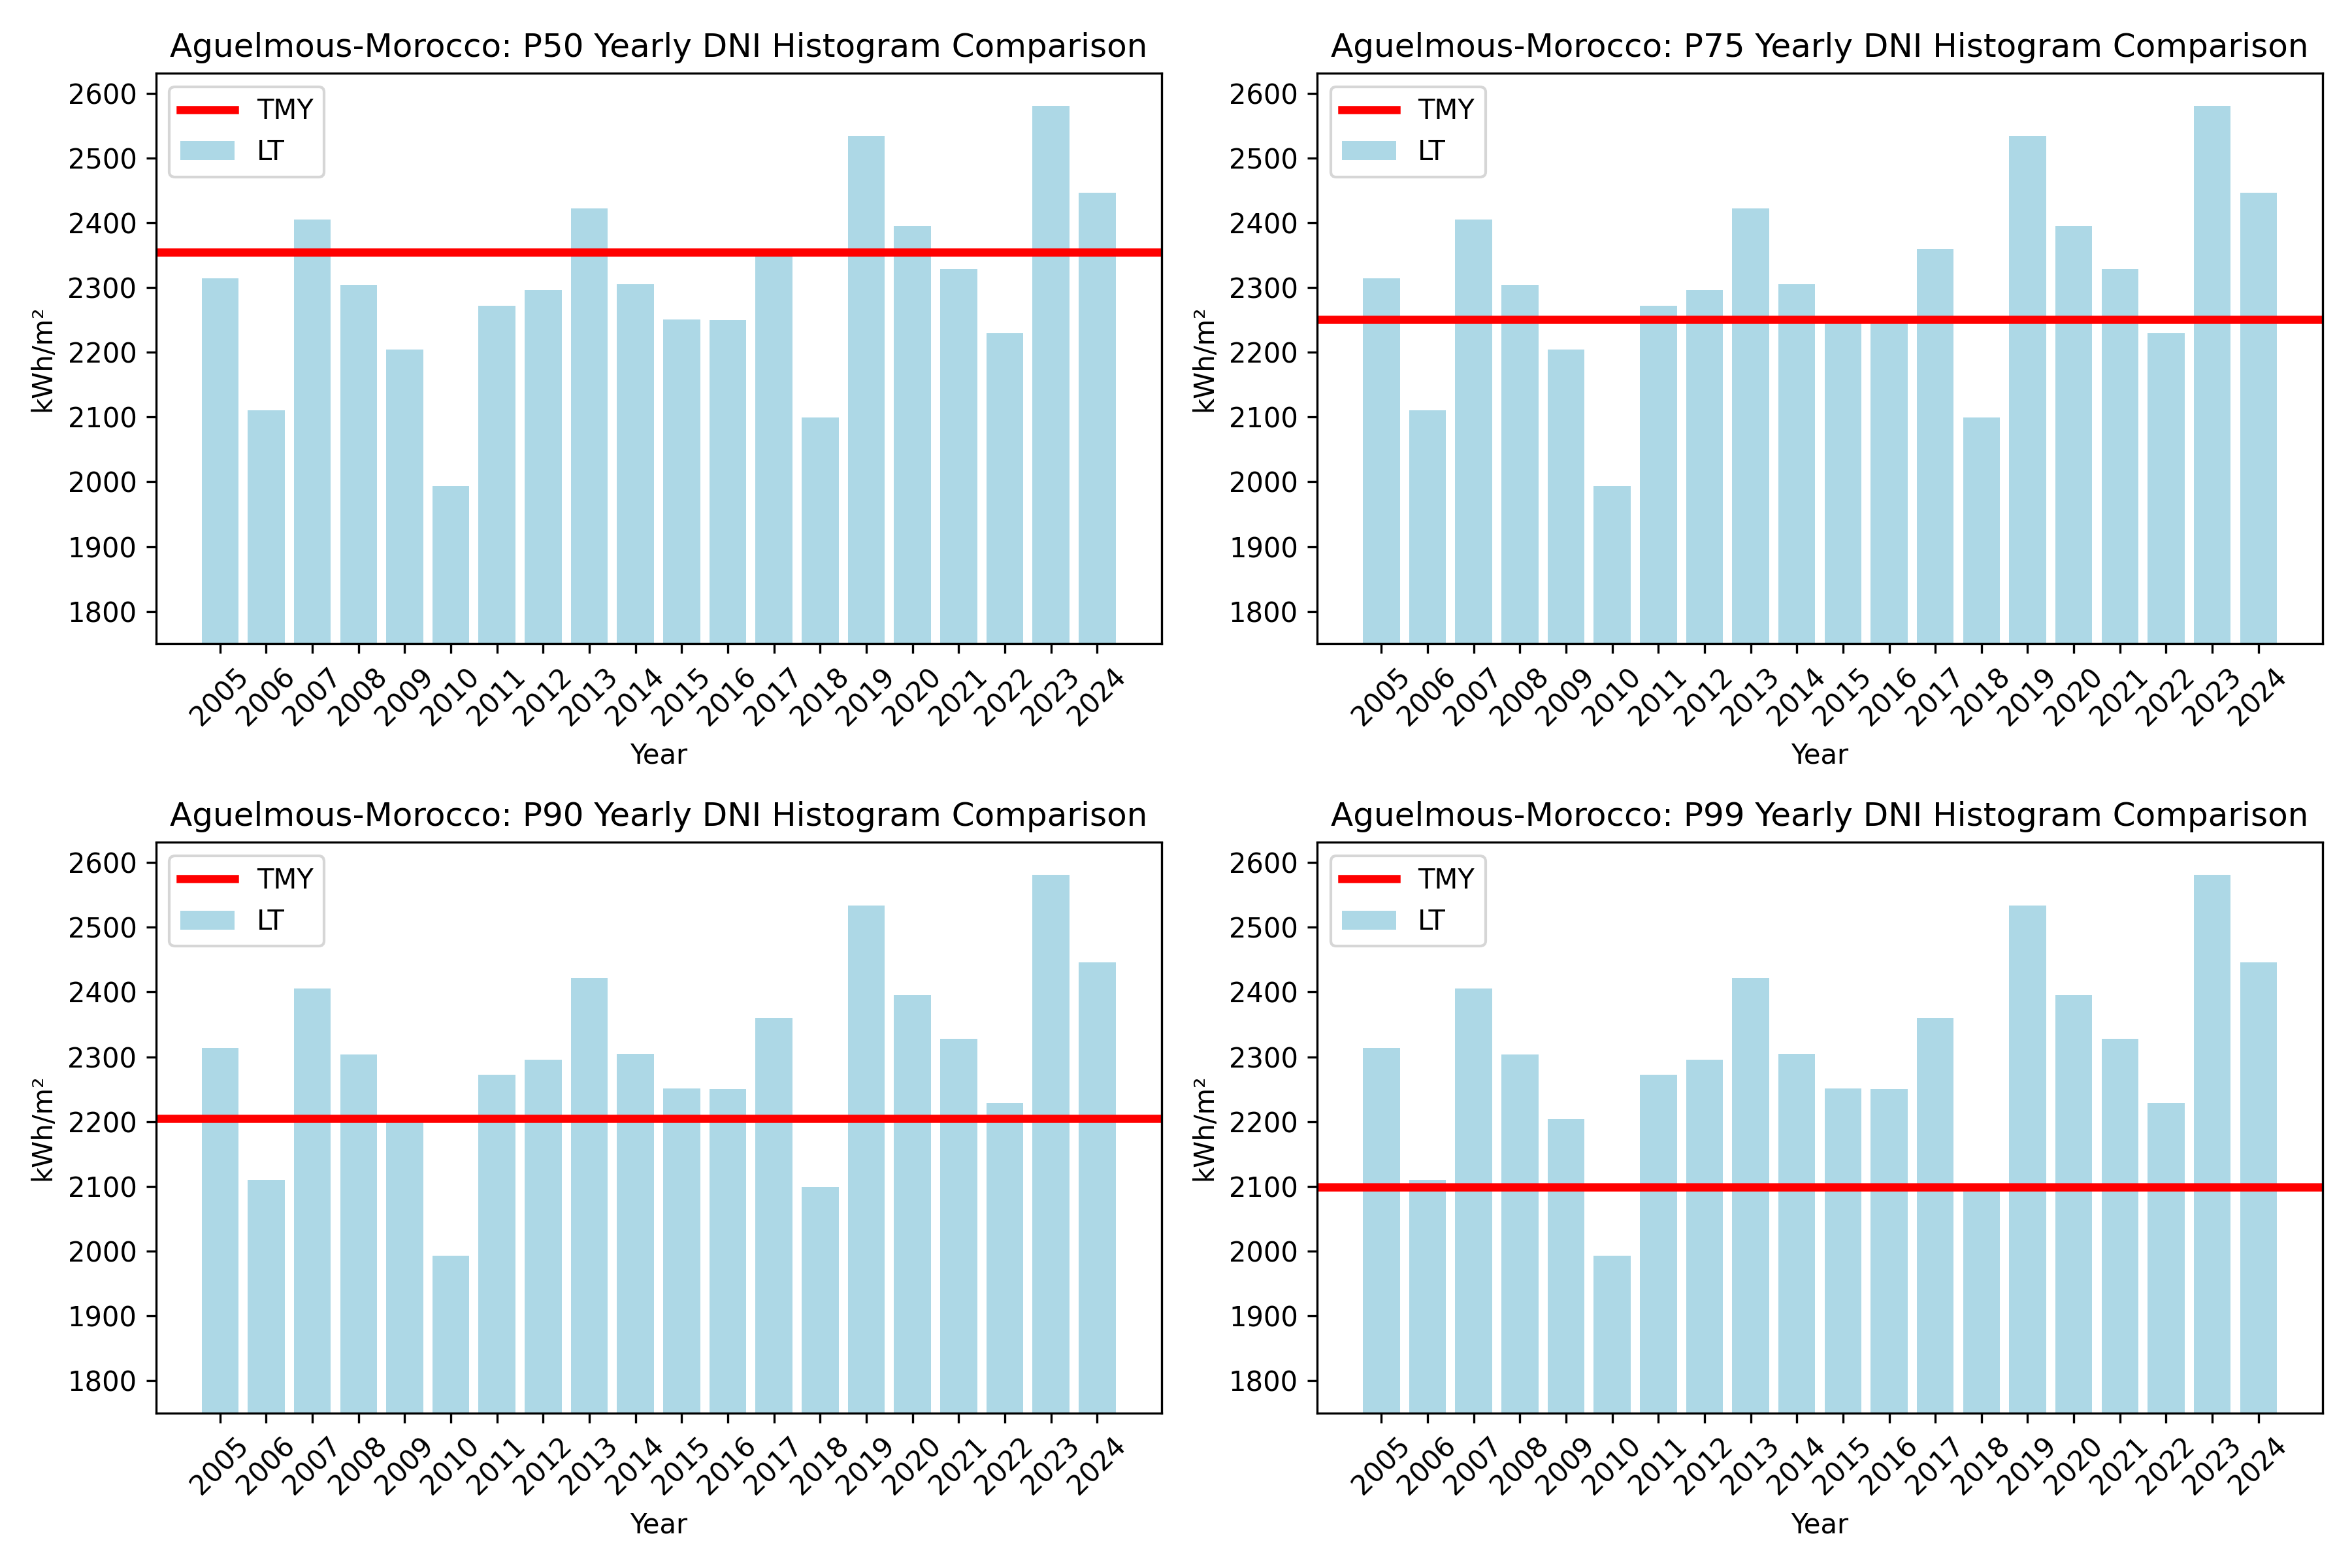 Aguelmous-Morocco: P50 Yearly DNI Histogram Comparison
TMY
LT
2600
2500
2400
2300
2200
2100
2000
1900
1800
kWh/m²
2005 2006 2007 2008 2009 2010 2011 2012 2013 2014 2015 2016 2017 2018 2019 2020 2021 2022 2023 2024
Year
Aguelmous-Morocco: P75 Yearly DNI Histogram Comparison
TMY
LT
2600
2500
2400
2300
2200
2100
2000
1900
1800
kWh/m²
2005 2006 2007 2008 2009 2010 2011 2012 2013 2014 2015 2016 2017 2018 2019 2020 2021 2022 2023 2024
Year
Aguelmous-Morocco: P90 Yearly DNI Histogram Comparison
TMY
LT
2600
2500
2400
2300
2200
2100
2000
1900
1800
kWh/m²
2005 2006 2007 2008 2009 2010 2011 2012 2013 2014 2015 2016 2017 2018 2019 2020 2021 2022 2023 2024
Year
Aguelmous-Morocco: P99 Yearly DNI Histogram Comparison
TMY
LT
2600
2500
2400
2300
2200
2100
2000
1900
1800
kWh/m²
2005 2006 2007 2008 2009 2010 2011 2012 2013 2014 2015 2016 2017 2018 2019 2020 2021 2022 2023 2024
Year